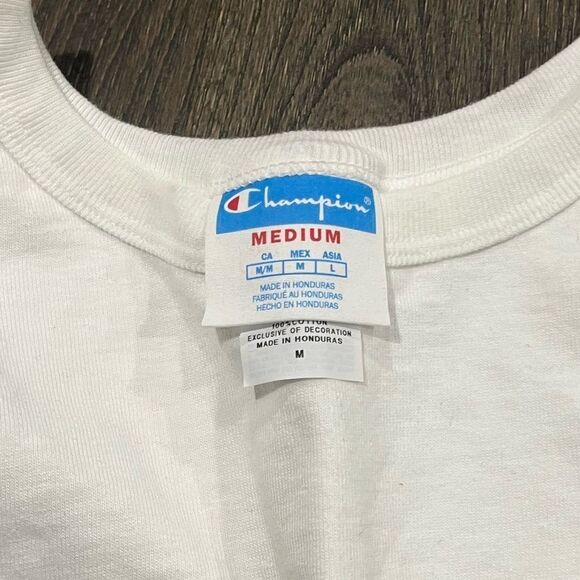 Champion®
MEDIUM
CA MEX ASIA
M/M M L
MADE IN HONDURAS
FABRIQUÉ AU HONDURAS
HECHO EN HONDURAS
100% COTTON
EXCLUSIVE OF DECORATION
MADE IN HONDURAS
M